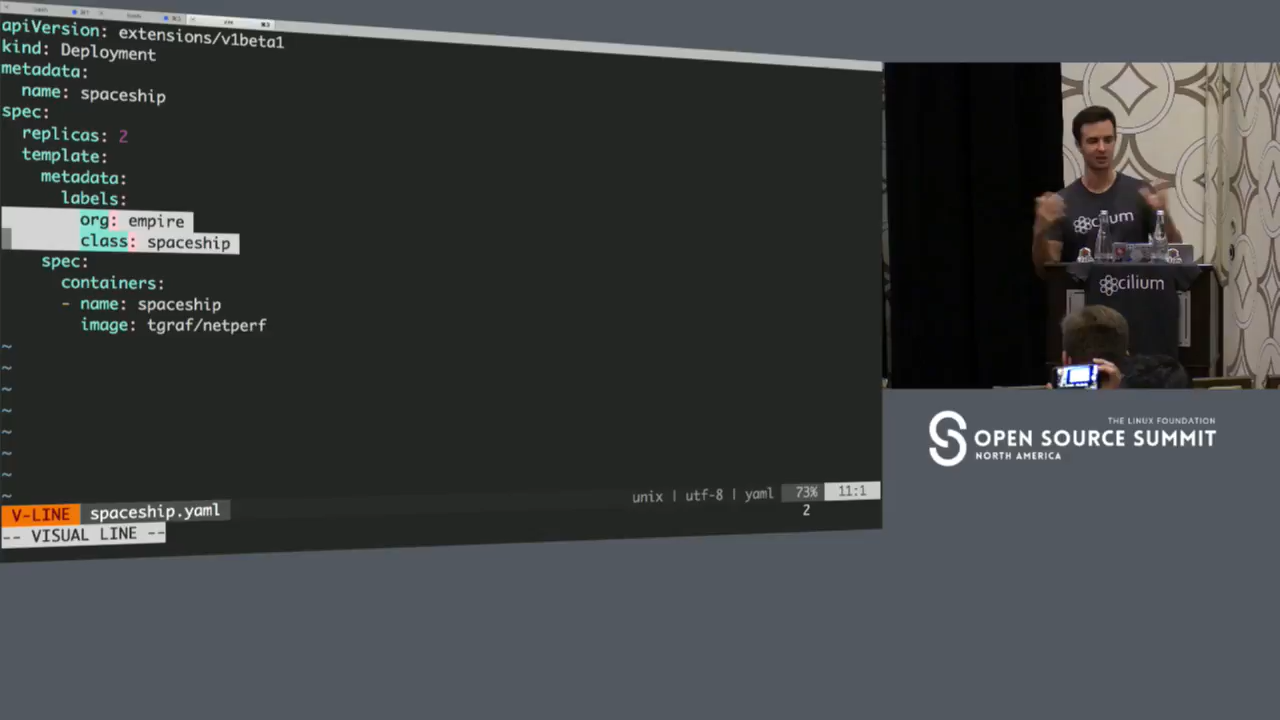 apiVersion: extensions/v1beta1
kind: Deployment
metadata:
  name: spaceship
spec:
  replicas: 2
  template:
    metadata:
      labels:
        org: empire
        class: spaceship
    spec:
      containers:
      - name: spaceship
        image: tgraf/netperf
~
~
~
~
~
~
~
~
V-LINE spaceship.yaml unix | utf-8 | yaml 73% 11:1
-- VISUAL LINE -- 2
cilium
cilium
THE LINUX FOUNDATION
OPEN SOURCE SUMMIT
NORTH AMERICA